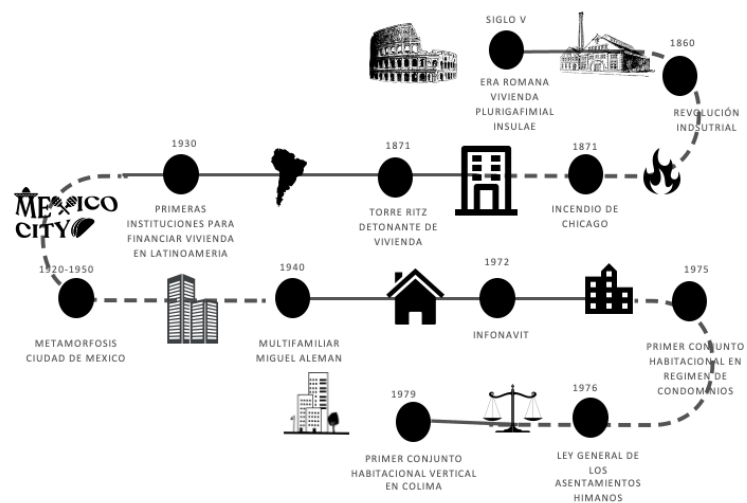 SIGLO V
ERA ROMANA
VIVIENDA
PLURIGAFIMIAL
INSULAE
1860
REVOLUCIÓN
INDSUTRIAL
1871
INCENDIO DE
CHICAGO
1871
TORRE RITZ
DETONANTE DE
VIVIENDA
1930
PRIMERAS
INSTITUCIONES PARA
FINANCIAR VIVIENDA
EN LATINOAMERIA
MEXICO
CITY
1920-1950
METAMORFOSIS
CIUDAD DE MEXICO
1940
MULTIFAMILIAR
MIGUEL ALEMAN
1972
INFONAVIT
1975
PRIMER CONJUNTO
HABITACIONAL EN
REGIMEN DE
CONDOMINIOS
1976
LEY GENERAL DE
LOS
ASENTAMIENTOS
HIMANOS
1979
PRIMER CONJUNTO
HABITACIONAL VERTICAL
EN COLIMA